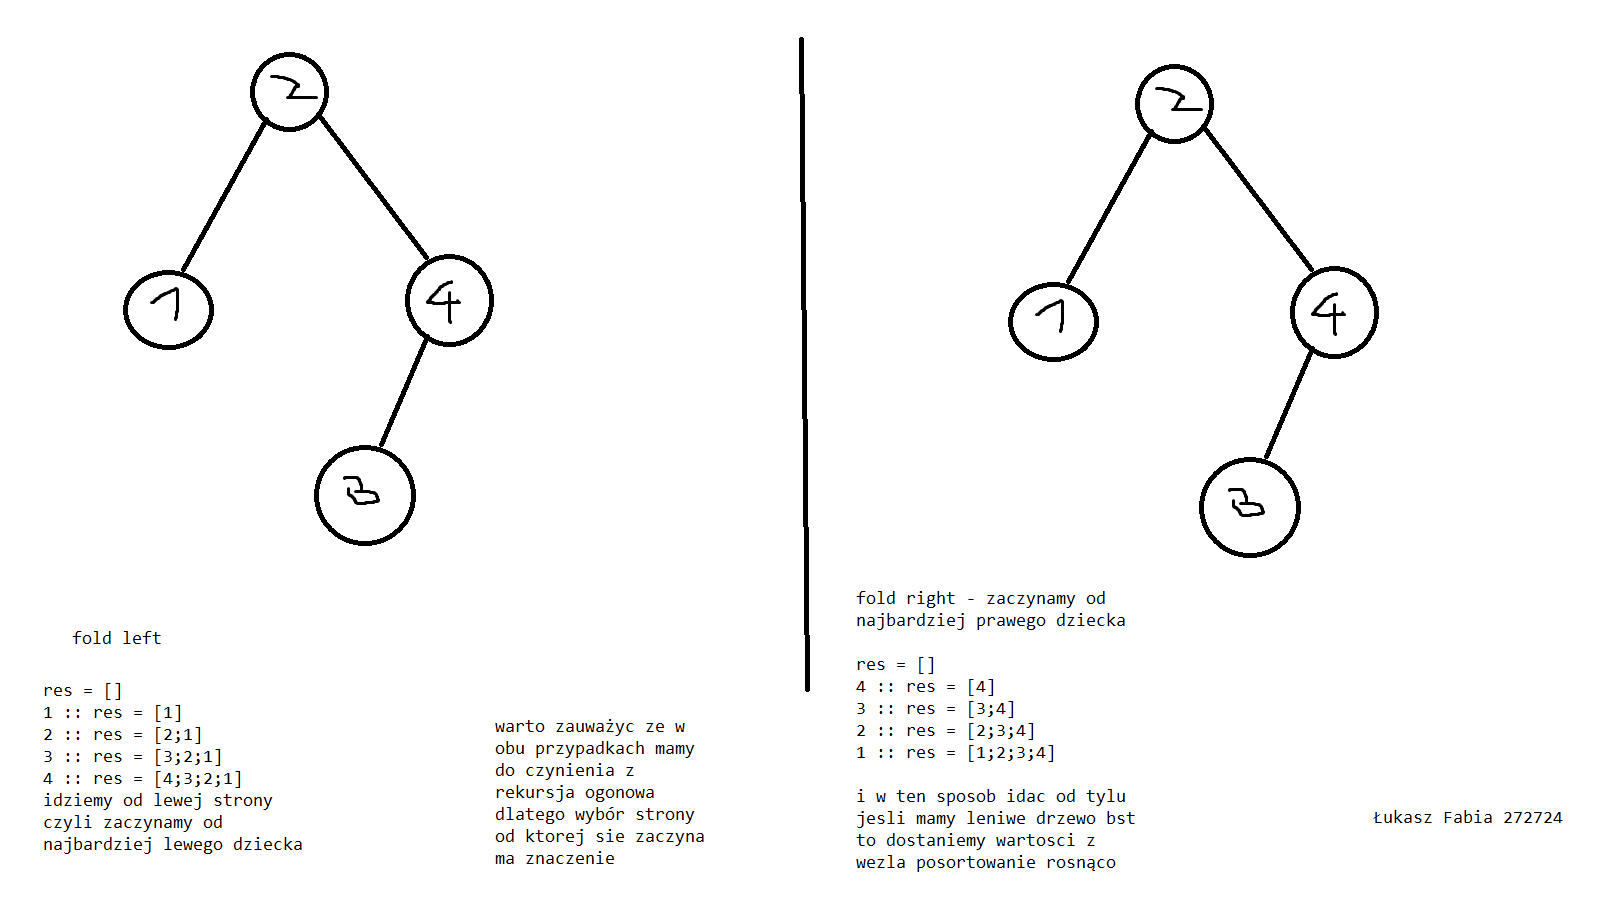 2
1
4
3
fold left
res = []
1 :: res = [1]
2 :: res = [2;1]
3 :: res = [3;2;1]
4 :: res = [4;3;2;1]
idziemy od lewej strony
czyli zaczynamy od
najbardziej lewego dziecka
warto zauważyc ze w
obu przypadkach mamy
do czynienia z
rekursja ogonowa
dlatego wybór strony
od ktorej sie zaczyna
ma znaczenie
2
1
4
3
fold right - zaczynamy od
najbardziej prawego dziecka
res = []
4 :: res = [4]
3 :: res = [3;4]
2 :: res = [2;3;4]
1 :: res = [1;2;3;4]
i w ten sposob idac od tylu
jesli mamy leniwe drzewo bst
to dostaniemy wartosci z
wezla posortowanie rosnąco
Łukasz Fabia 272724